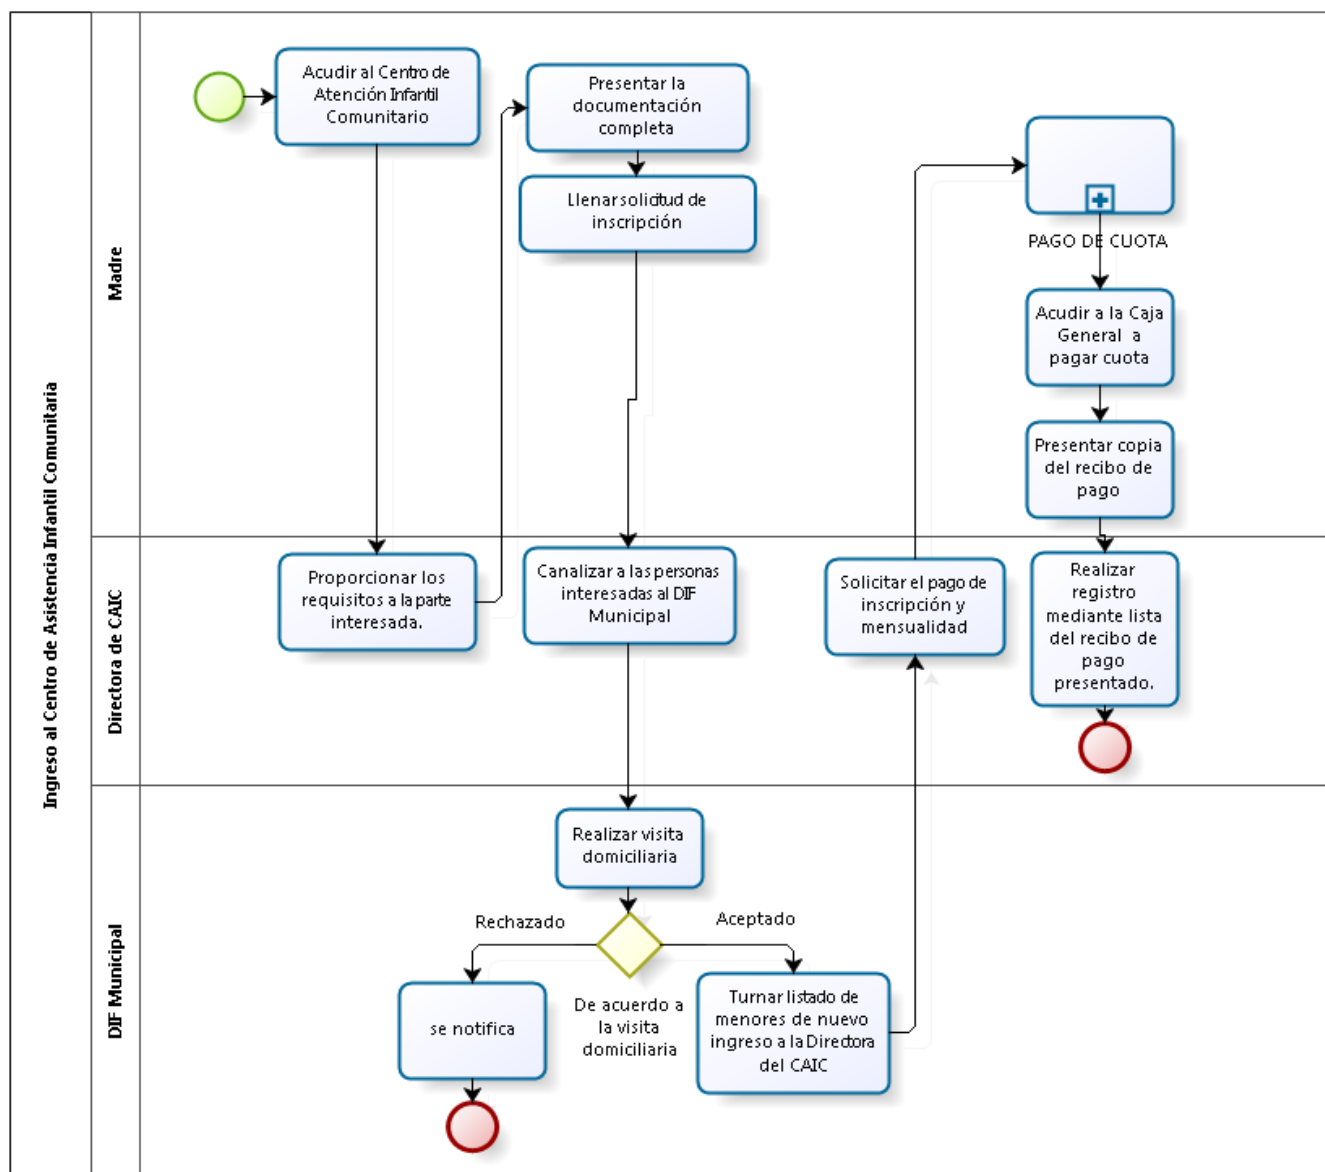 Ingreso al Centro de Asistencia Infantil Comunitaria
Madre
Acudir al Centro de
Atención Infantil
Comunitario
Presentar la
documentación
completa
Llenar solicitud de
inscripción
PAGO DE CUOTA
Acudir a la Caja
General a
pagar cuota
Presentar copia
del recibo de
pago
Directora de CAIC
Proporcionar los
requisitos a la parte
interesada.
Canalizar a las personas
interesadas al DIF
Municipal
Solicitar el pago de
inscripción y
mensualidad
Realizar
registro
mediante lista
del recibo de
pago
presentado.
DIF Municipal
Realizar visita
domiciliaria
Rechazado
Aceptado
De acuerdo a
la visita
domiciliaria
se notifica
Turnar listado de
menores de nuevo
ingreso a la Directora
del CAIC